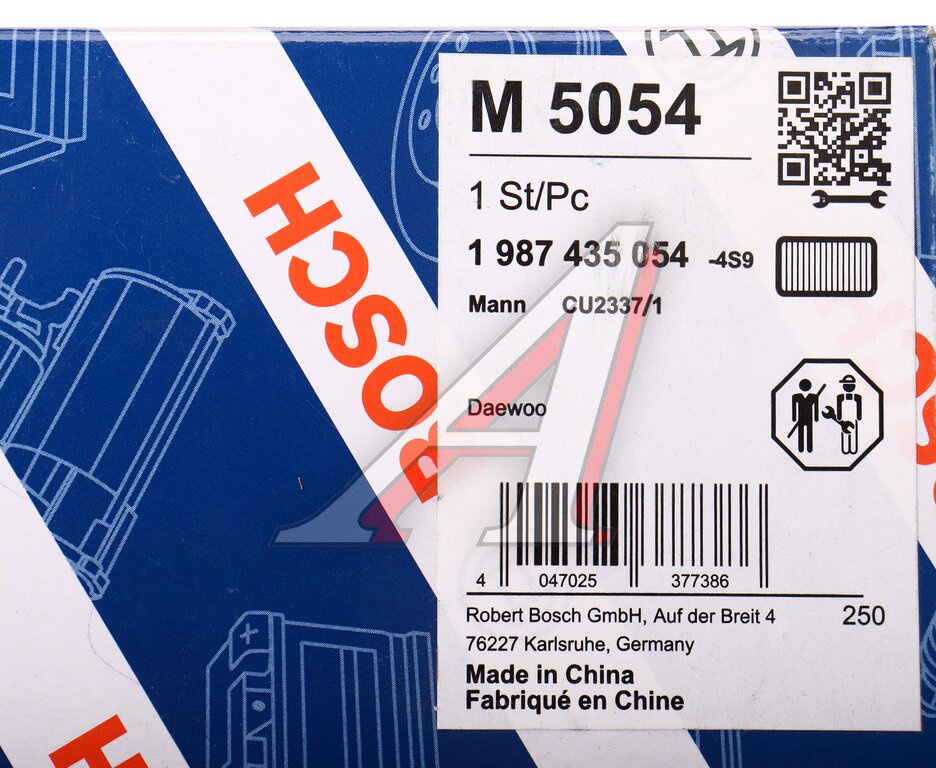 BOSCH
M 5054
1 St/Pc
1 987 435 054 -4S9
Mann CU2337/1
Daewoo
4 047025 377386
Robert Bosch GmbH, Auf der Breit 4 250
76227 Karlsruhe, Germany
Made in China
Fabriqué en Chine